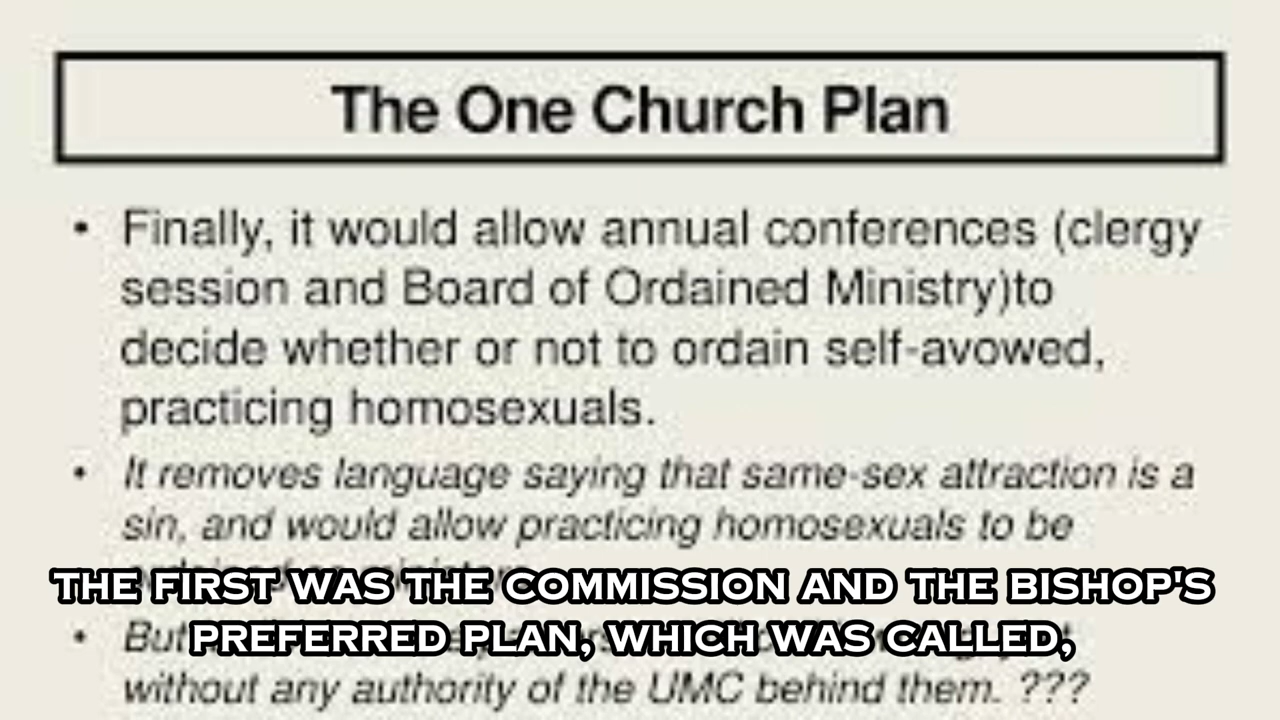 The One Church Plan
• Finally, it would allow annual conferences (clergy
session and Board of Ordained Ministry)to
decide whether or not to ordain self-avowed,
practicing homosexuals.
• It removes language saying that same-sex attraction is a
sin, and would allow practicing homosexuals to be
THE FIRST WAS THE COMMISSION AND THE BISHOP'S
• But
PREFERRED PLAN, WHICH WAS CALLED,
without any authority of the UMC behind them. ???